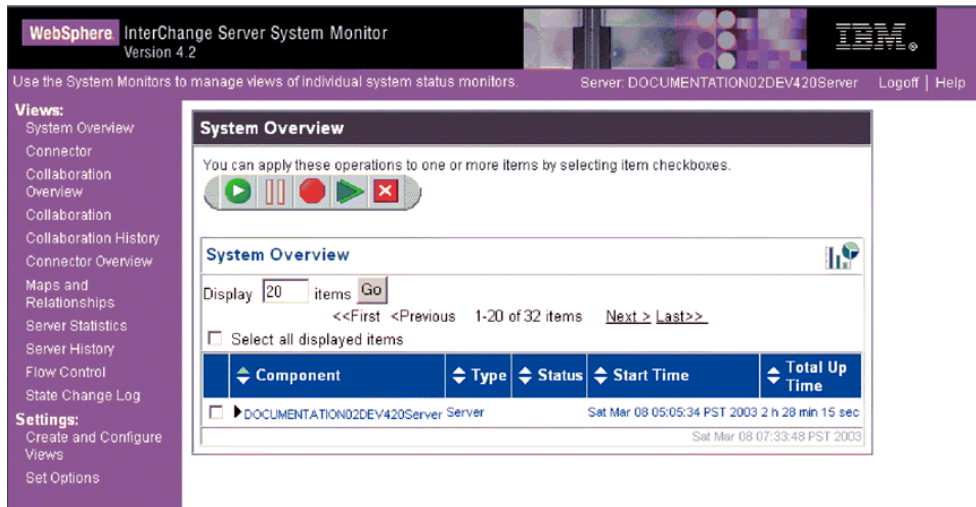 WebSphere InterChange Server System Monitor
Version 4.2
IBM®
Use the System Monitors to manage views of individual system status monitors. Server: DOCUMENTATION02DEV420Server Logoff | Help
Views:
System Overview
Connector
Collaboration
Overview
Collaboration
Collaboration History
Connector Overview
Maps and
Relationships
Server Statistics
Server History
Flow Control
State Change Log
Settings:
Create and Configure
Views
Set Options
System Overview
You can apply these operations to one or more items by selecting item checkboxes.
System Overview
Display 20 items Go
<<First <Previous 1-20 of 32 items Next > Last>>
Select all displayed items
Component Type Status Start Time Total Up
Time
DOCUMENTATION02DEV420Server Server Sat Mar 08 05:05:34 PST 2003 2 h 28 min 15 sec
Sat Mar 08 07:33:48 PST 2003